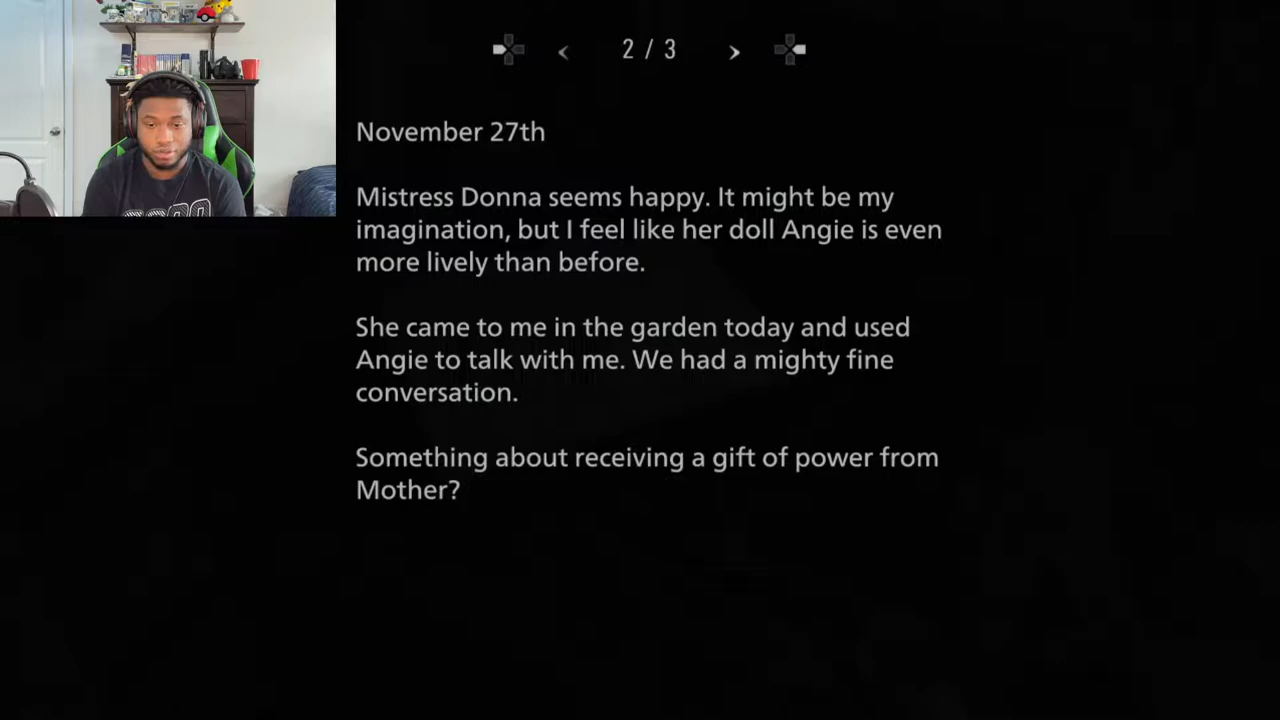 2 / 3
November 27th
Mistress Donna seems happy. It might be my
imagination, but I feel like her doll Angie is even
more lively than before.
She came to me in the garden today and used
Angie to talk with me. We had a mighty fine
conversation.
Something about receiving a gift of power from
Mother?